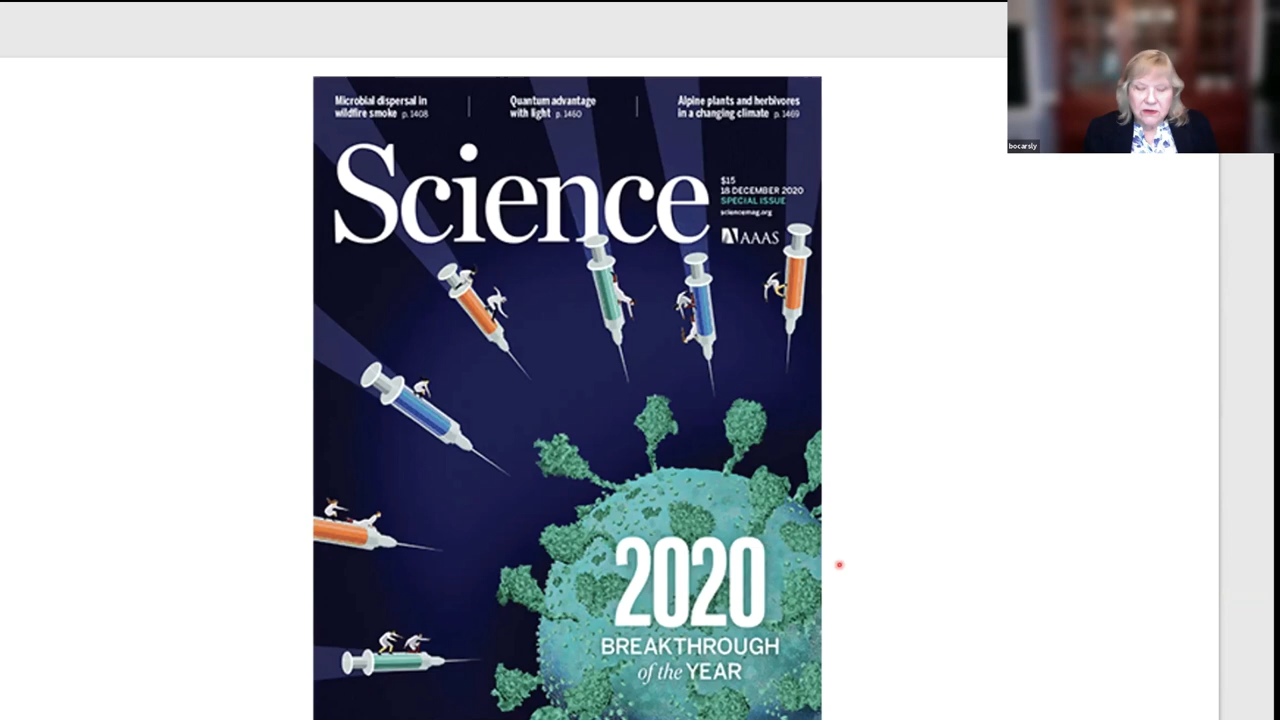 Microbial dispersal in
wildfire smoke p. 1408
Quantum advantage
with light p. 1460
Alpine plants and herbivores
in a changing climate p. 1469
Science
$15
18 DECEMBER 2020
SPECIAL ISSUE
sciencemag.org
AAAS
2020
BREAKTHROUGH
of the YEAR
bocarsly